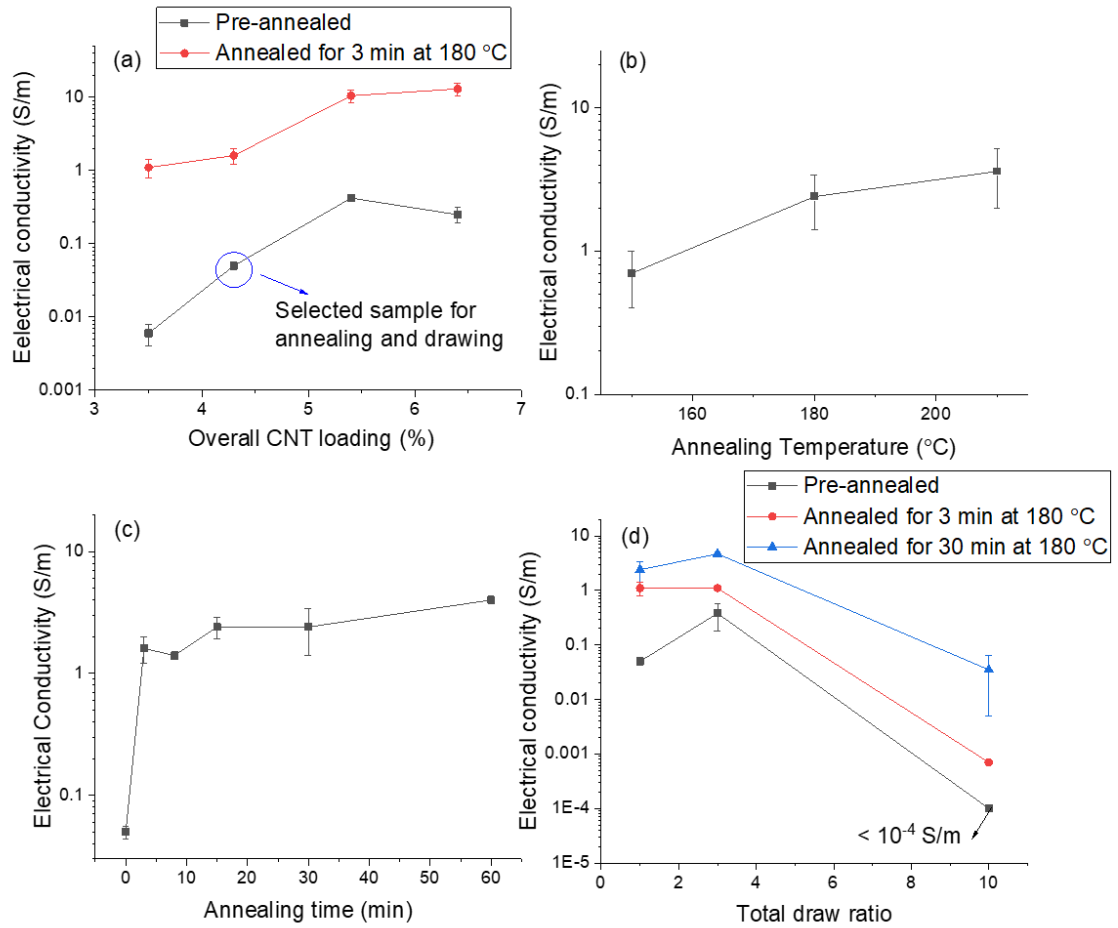 Pre-annealed
Annealed for 3 min at 180 °C
(a)
Eelectrical conductivity (S/m)
10
1
0.1
0.01
0.001
Selected sample for
annealing and drawing
3
4
5
6
7
Overall CNT loading (%)
(b)
Electrical conductivity (S/m)
10
1
0.1
160
180
200
Annealing Temperature (°C)
(c)
Electrical Conductivity (S/m)
10
1
0.1
0
10
20
30
40
50
60
Annealing time (min)
Pre-annealed
Annealed for 3 min at 180 °C
Annealed for 30 min at 180 °C
(d)
Electrical conductivity (S/m)
10
1
0.1
0.01
0.001
1E-4
1E-5
< 10⁻⁴ S/m
0
2
4
6
8
10
Total draw ratio